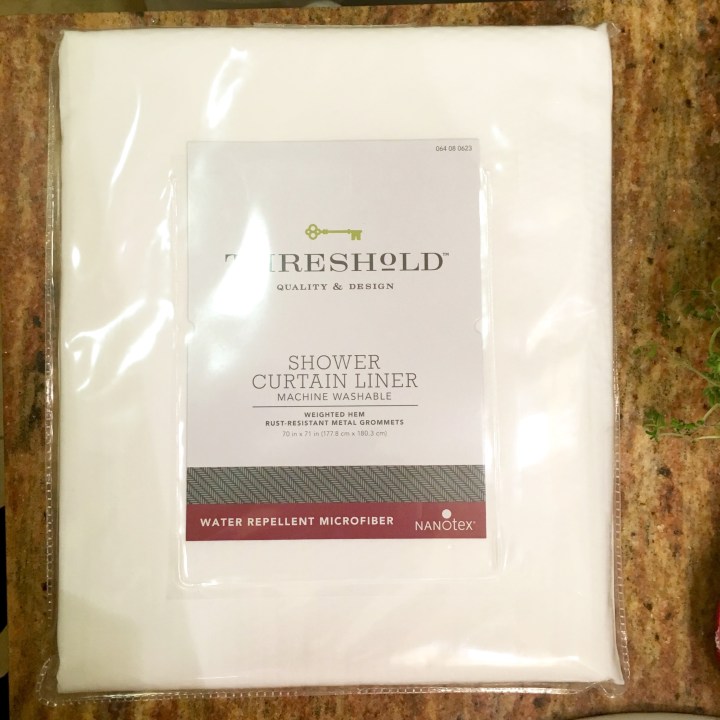 064 08 0623
THRESHOLD™
QUALITY & DESIGN
SHOWER
CURTAIN LINER
MACHINE WASHABLE
WEIGHTED HEM
RUST-RESISTANT METAL GROMMETS
70 in x 71 in (177.8 cm x 180.3 cm)
WATER REPELLENT MICROFIBER
NANOtex®